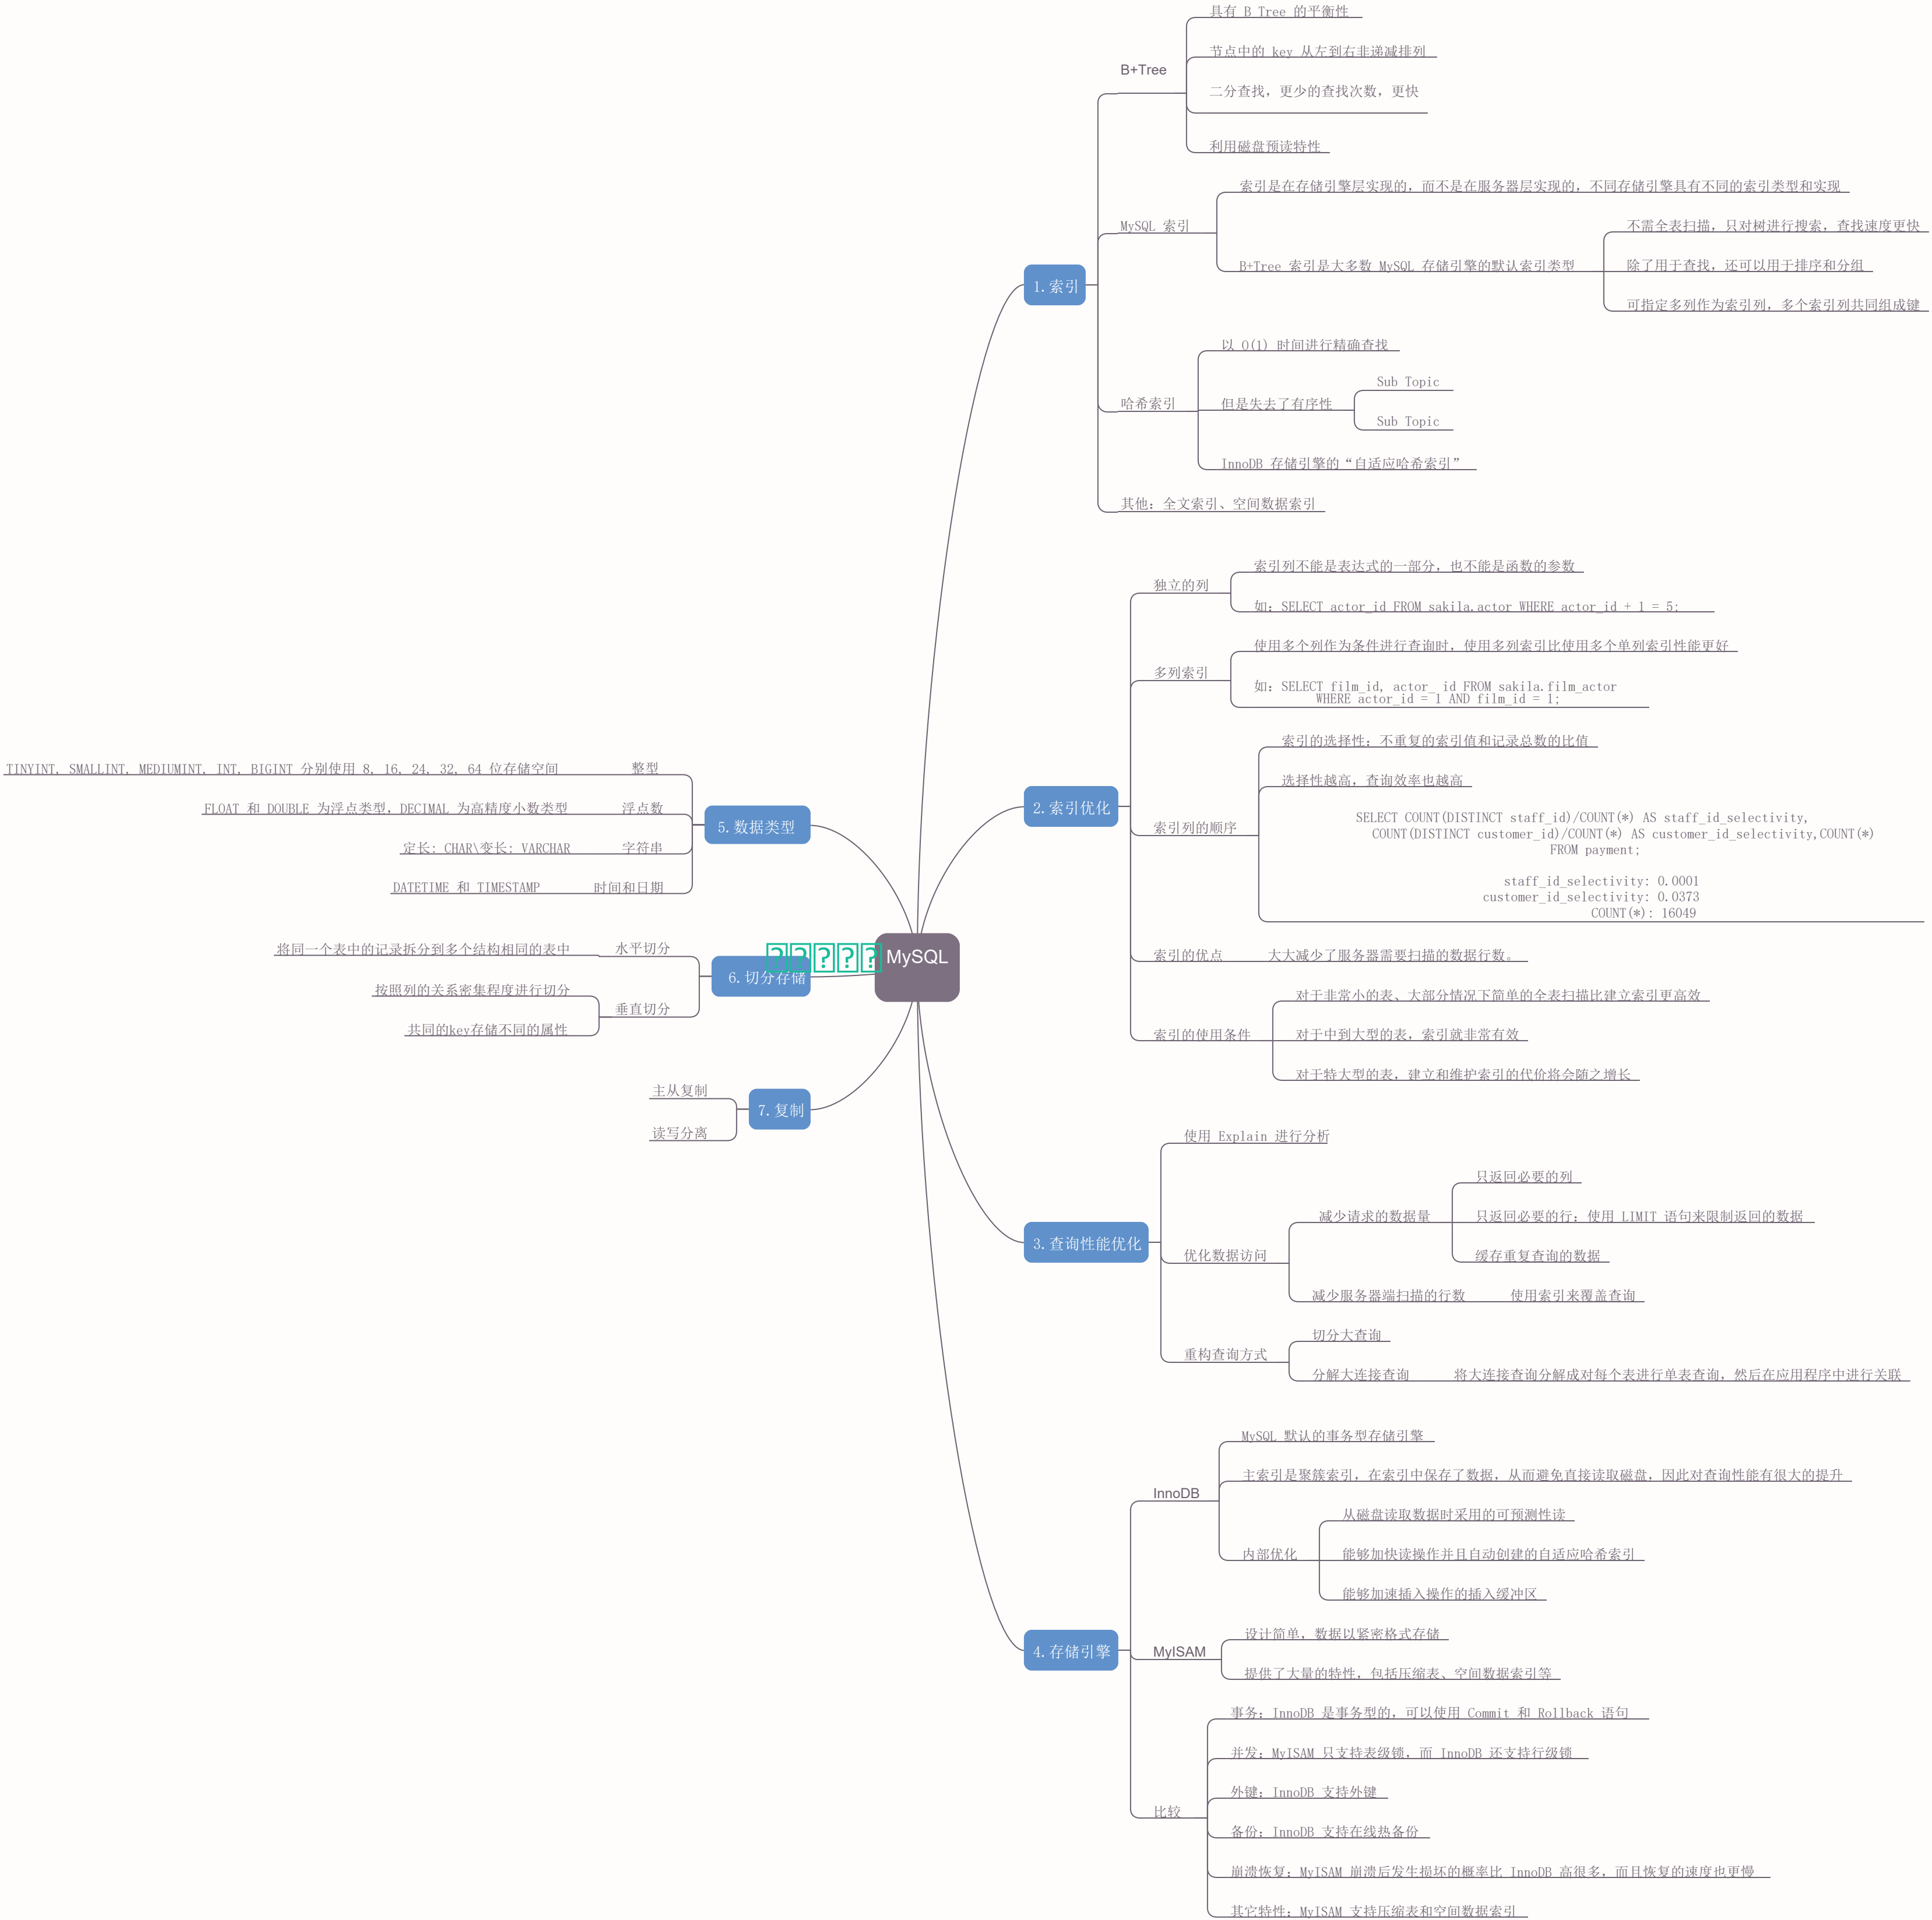 MySQL
1.索引
B+Tree
具有 B Tree 的平衡性
节点中的 key 从左到右非递减排列
二分查找，更少的查找次数，更快
利用磁盘预读特性
MySQL 索引
索引是在存储引擎层实现的，而不是在服务器层实现的，不同存储引擎具有不同的索引类型和实现
B+Tree 索引是大多数 MySQL 存储引擎的默认索引类型
不需全表扫描，只对树进行搜索，查找速度更快
除了用于查找，还可以用于排序和分组
可指定多列作为索引列，多个索引列共同组成键
哈希索引
以 O(1) 时间进行精确查找
但是失去了有序性
Sub Topic
Sub Topic
InnoDB 存储引擎的“自适应哈希索引”
其他：全文索引、空间数据索引
2.索引优化
独立的列
索引列不能是表达式的一部分，也不能是函数的参数
如：SELECT actor_id FROM sakila.actor WHERE actor_id + 1 = 5;
多列索引
使用多个列作为条件进行查询时，使用多列索引比使用多个单列索引性能更好
如：SELECT film_id, actor_ id FROM sakila.film_actor
WHERE actor_id = 1 AND film_id = 1;
索引列的顺序
索引的选择性：不重复的索引值和记录总数的比值
选择性越高，查询效率也越高
SELECT COUNT(DISTINCT staff_id)/COUNT(*) AS staff_id_selectivity,
COUNT(DISTINCT customer_id)/COUNT(*) AS customer_id_selectivity,COUNT(*)
FROM payment;
staff_id_selectivity: 0.0001
customer_id_selectivity: 0.0373
COUNT(*): 16049
索引的优点
大大减少了服务器需要扫描的数据行数。
索引的使用条件
对于非常小的表、大部分情况下简单的全表扫描比建立索引更高效
对于中到大型的表，索引就非常有效
对于特大型的表，建立和维护索引的代价将会随之增长
3.查询性能优化
使用 Explain 进行分析
优化数据访问
减少请求的数据量
只返回必要的列
只返回必要的行：使用 LIMIT 语句来限制返回的数据
缓存重复查询的数据
减少服务器端扫描的行数
使用索引来覆盖查询
重构查询方式
切分大查询
分解大连接查询
将大连接查询分解成对每个表进行单表查询，然后在应用程序中进行关联
4.存储引擎
InnoDB
MySQL 默认的事务型存储引擎
主索引是聚簇索引，在索引中保存了数据，从而避免直接读取磁盘，因此对查询性能有很大的提升
内部优化
从磁盘读取数据时采用的可预测性读
能够加快读操作并且自动创建的自适应哈希索引
能够加速插入操作的插入缓冲区
MyISAM
设计简单，数据以紧密格式存储
提供了大量的特性，包括压缩表、空间数据索引等
比较
事务：InnoDB 是事务型的，可以使用 Commit 和 Rollback 语句
并发：MyISAM 只支持表级锁，而 InnoDB 还支持行级锁
外键：InnoDB 支持外键
备份：InnoDB 支持在线热备份
崩溃恢复：MyISAM 崩溃后发生损坏的概率比 InnoDB 高很多，而且恢复的速度也更慢
其它特性：MyISAM 支持压缩表和空间数据索引
5.数据类型
整型
TINYINT, SMALLINT, MEDIUMINT, INT, BIGINT 分别使用 8, 16, 24, 32, 64 位存储空间
浮点数
FLOAT 和 DOUBLE 为浮点类型，DECIMAL 为高精度小数类型
字符串
定长：CHAR\变长：VARCHAR
时间和日期
DATETIME 和 TIMESTAMP
6.切分存储
水平切分
将同一个表中的记录拆分到多个结构相同的表中
垂直切分
按照列的关系密集程度进行切分
共同的key存储不同的属性
7.复制
主从复制
读写分离